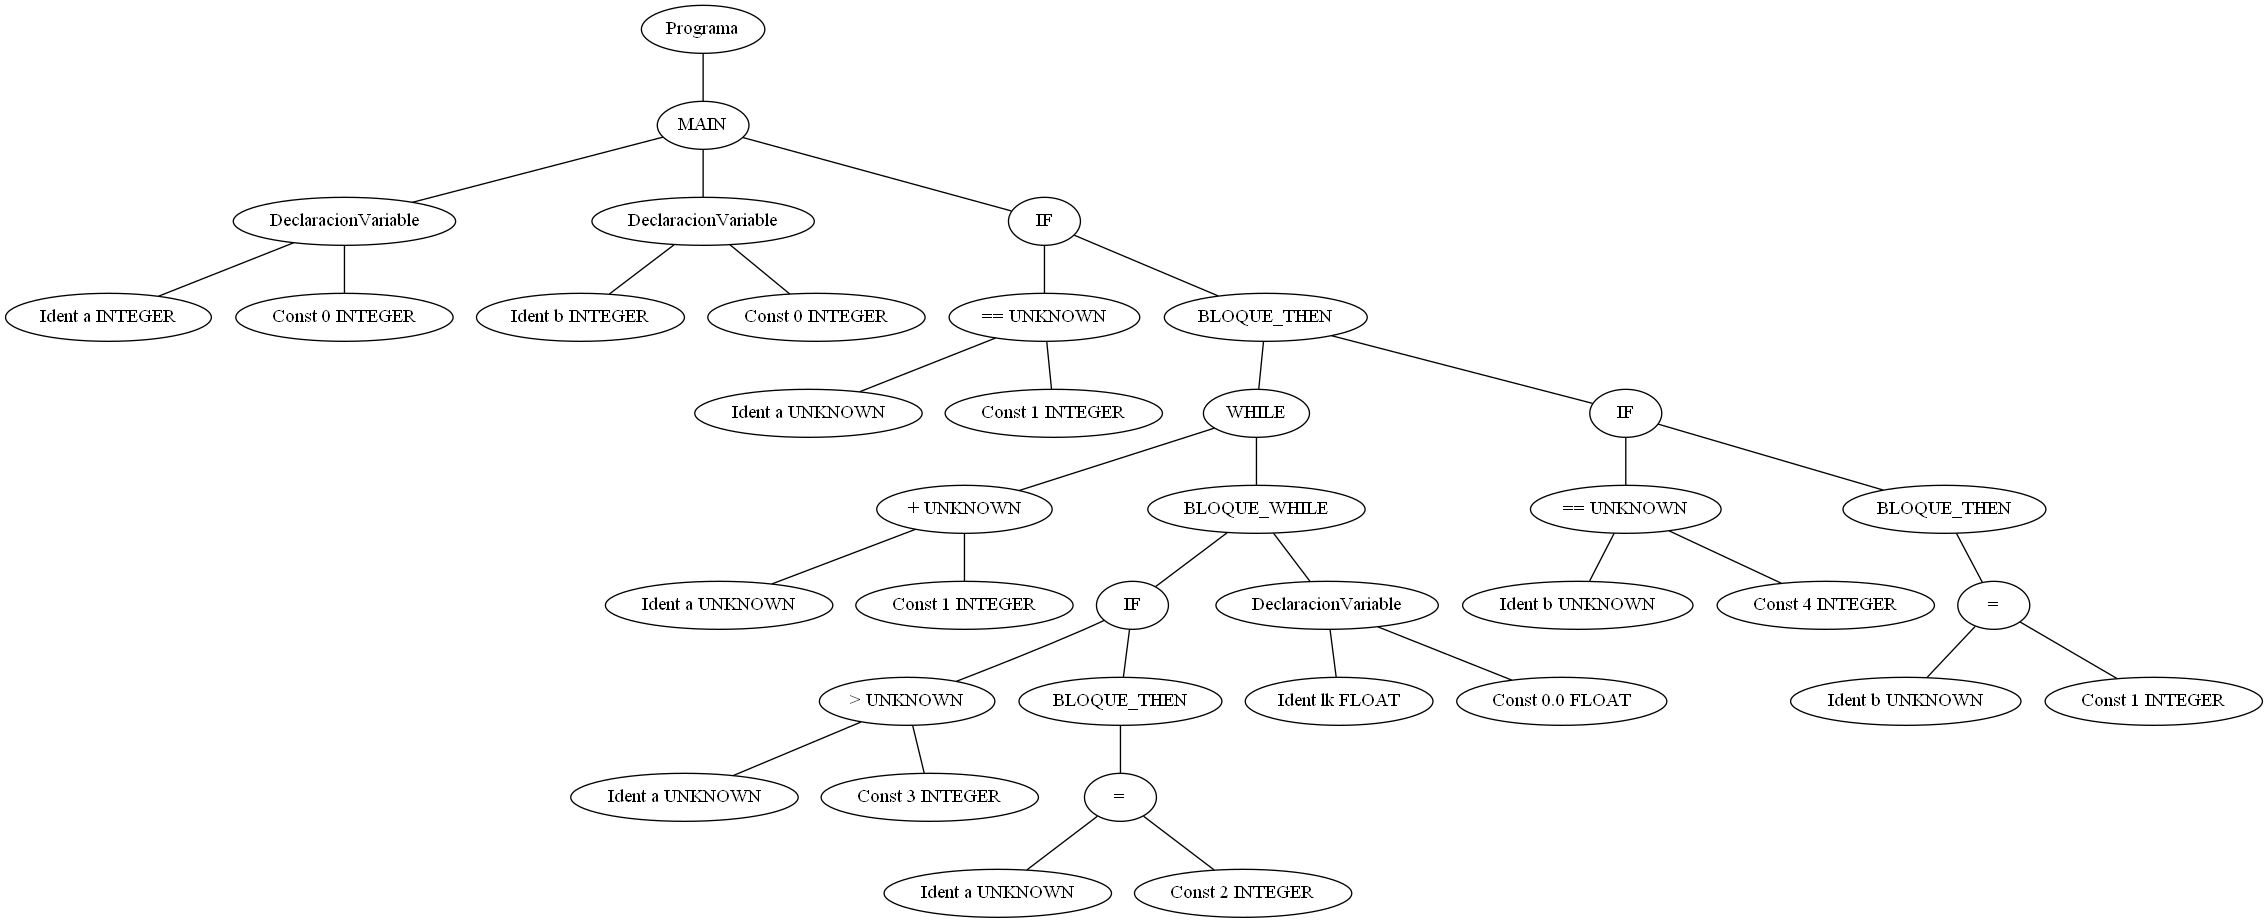 Programa
MAIN
DeclaracionVariable DeclaracionVariable IF
Ident a INTEGER Const 0 INTEGER Ident b INTEGER Const 0 INTEGER == UNKNOWN BLOQUE_THEN
Ident a UNKNOWN Const 1 INTEGER WHILE IF
+ UNKNOWN BLOQUE_WHILE == UNKNOWN BLOQUE_THEN
Ident a UNKNOWN Const 1 INTEGER IF DeclaracionVariable Ident b UNKNOWN Const 4 INTEGER =
> UNKNOWN BLOQUE_THEN Ident lk FLOAT Const 0.0 FLOAT Ident b UNKNOWN Const 1 INTEGER
Ident a UNKNOWN Const 3 INTEGER =
Ident a UNKNOWN Const 2 INTEGER